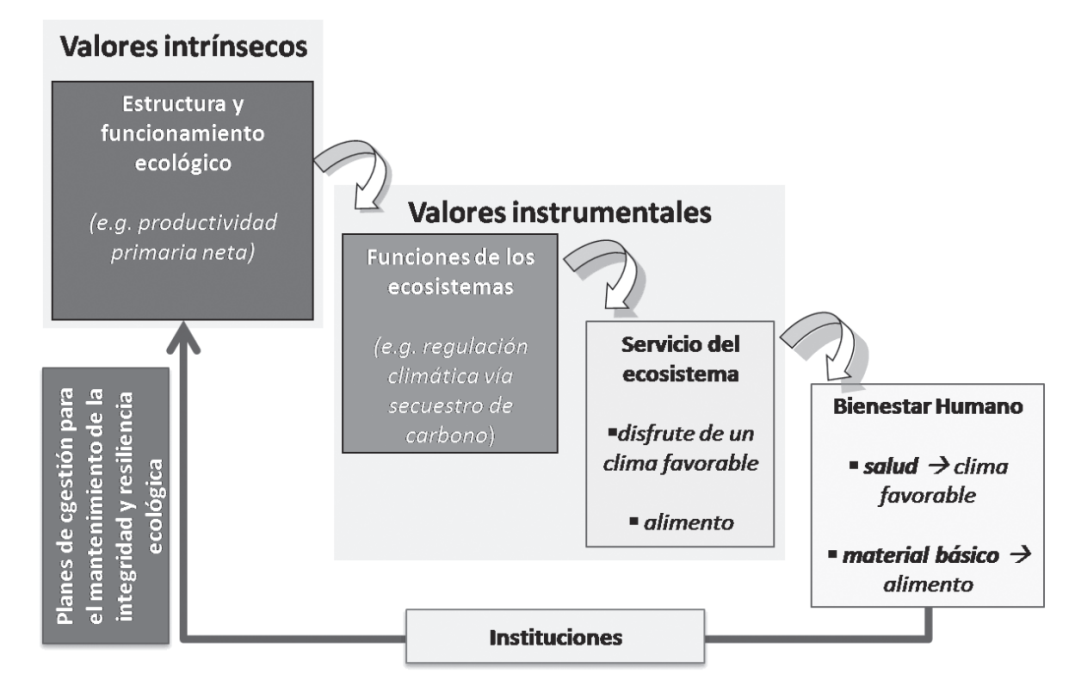 Valores intrínsecos
Estructura y
funcionamiento
ecológico
(e.g. productividad
primaria neta)
Valores instrumentales
Funciones de los
ecosistemas
(e.g. regulación
climática vía
secuestro de
carbono)
Servicio del
ecosistema
▪disfrute de un
clima favorable
▪ alimento
Bienestar Humano
▪ salud → clima
favorable
▪ material básico →
alimento
Instituciones
Planes de cgestión para
el mantenimiento de la
integridad y resiliencia
ecológica